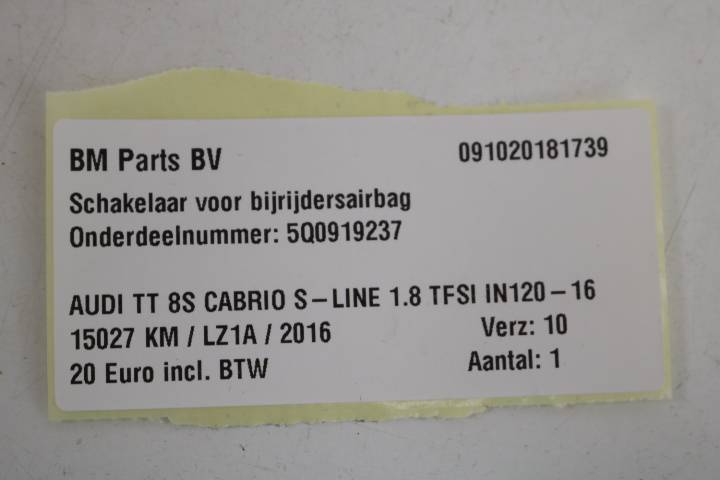 BM Parts BV 091020181739
Schakelaar voor bijrijdersairbag
Onderdeelnummer: 5Q0919237
AUDI TT 8S CABRIO S-LINE 1.8 TFSI IN120-16
15027 KM / LZ1A / 2016 Verz: 10
20 Euro incl. BTW Aantal: 1